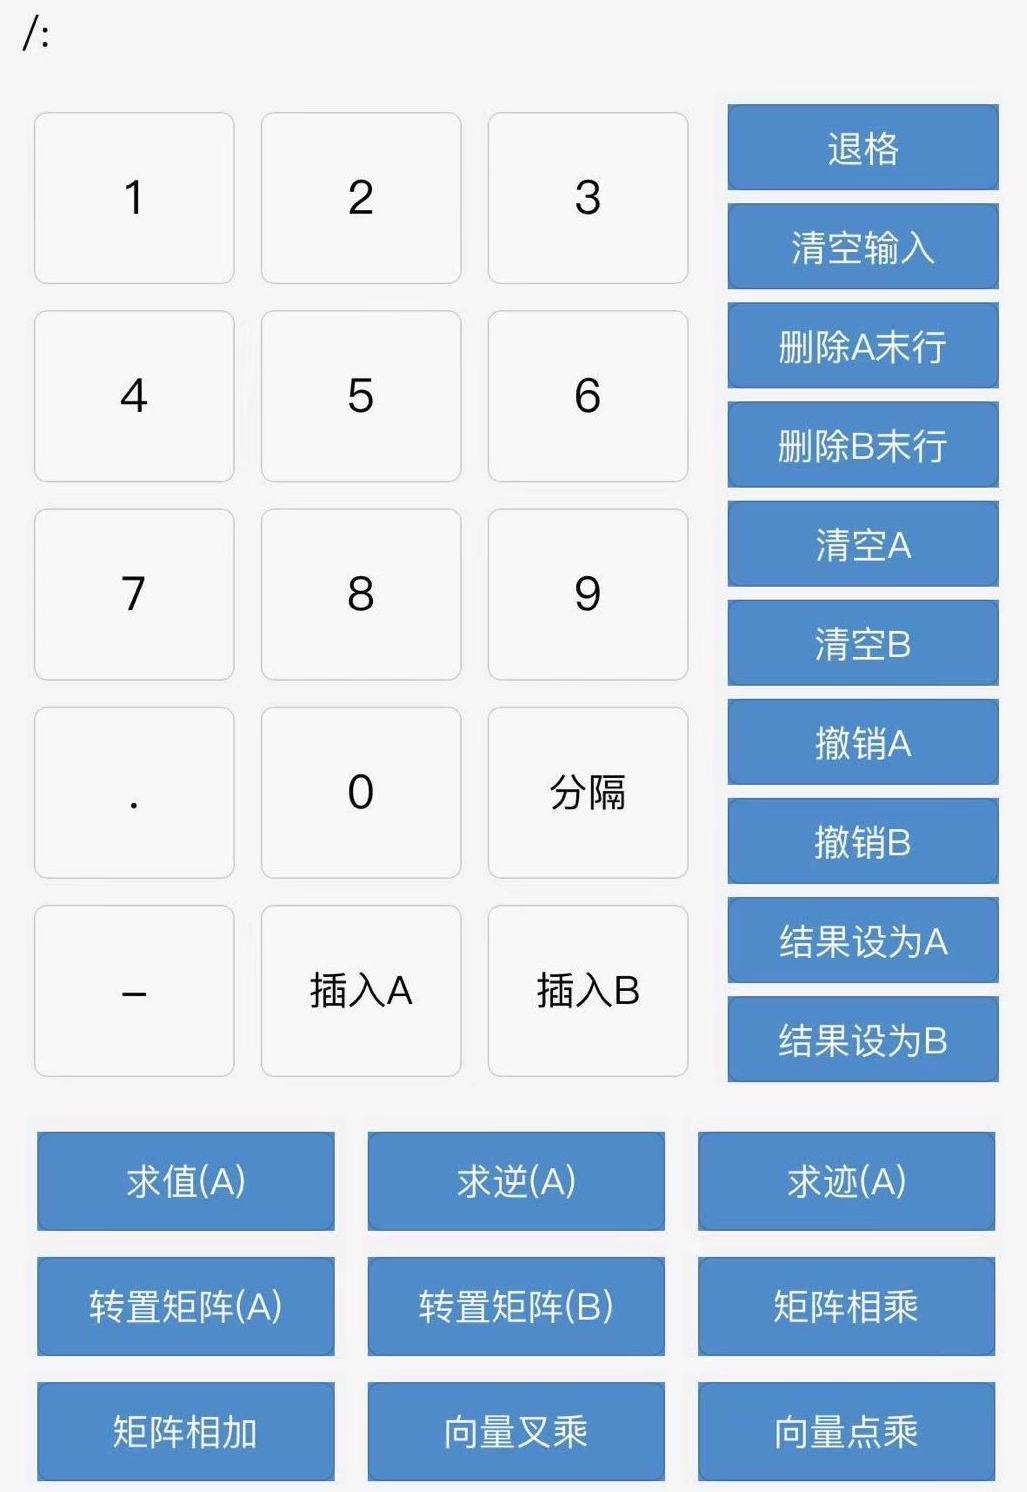 /:
1 2 3 退格
清空输入
4 5 6 删除A末行
删除B末行
清空A
7 8 9 清空B
撤销A
. 0 分隔 撤销B
– 插入A 插入B 结果设为A
结果设为B
求值(A) 求逆(A) 求迹(A)
转置矩阵(A) 转置矩阵(B) 矩阵相乘
矩阵相加 向量叉乘 向量点乘